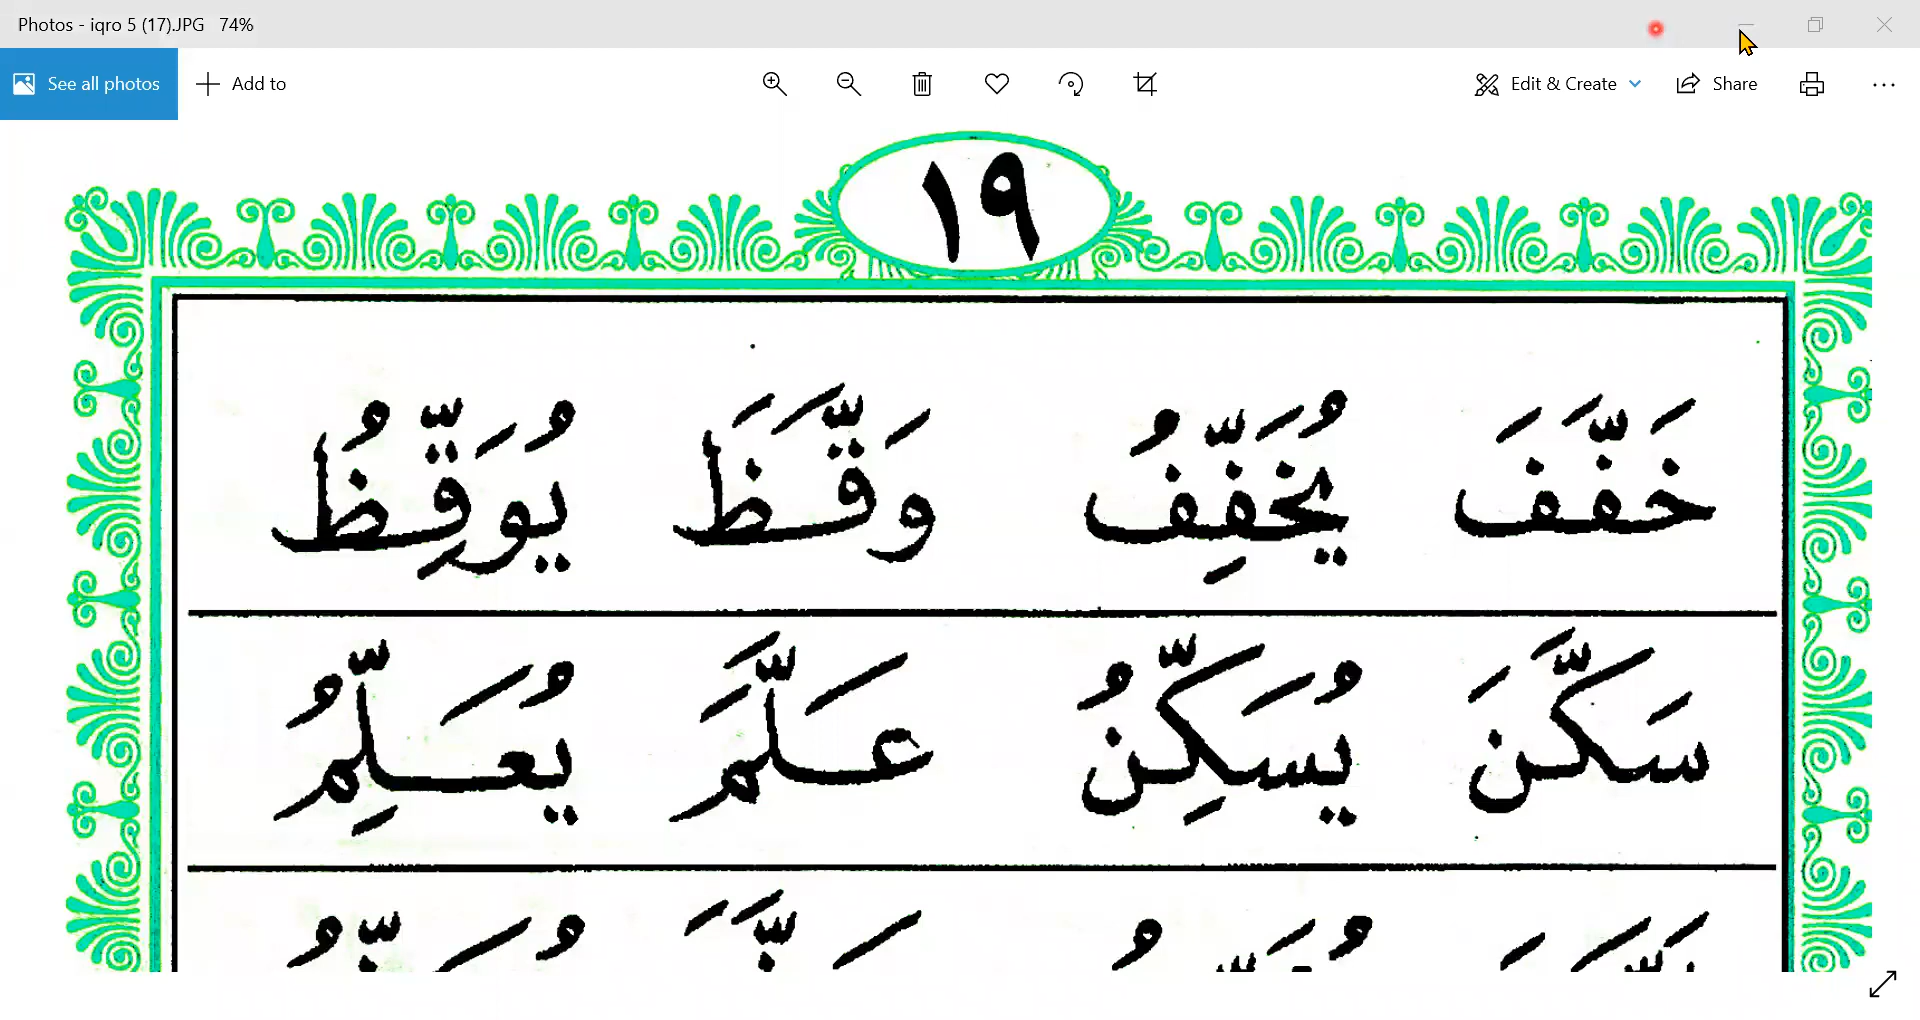 Photos - iqro 5 (17).JPG 74%
See all photos
Add to
Edit & Create
Share
١٩
خَفَّفَ يُخَفِّفُ وَقَّظَ يُوَقِّظُ
سَكَّنَ يُسَكِّنُ عَلَّمَ يُعَلِّمُ